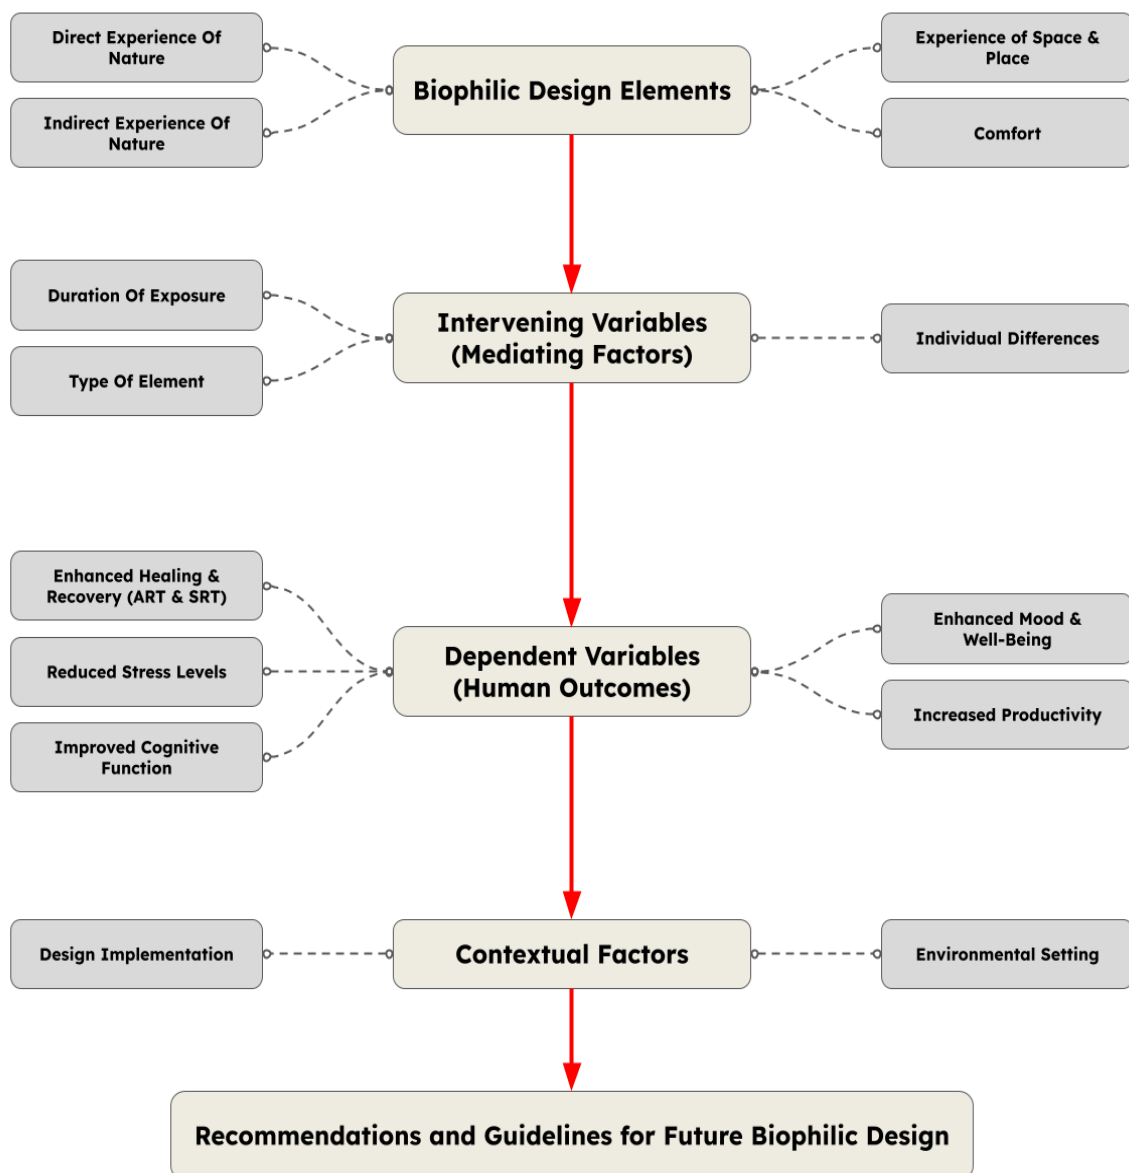 Direct Experience Of
Nature
Indirect Experience Of
Nature
Biophilic Design Elements
Experience of Space &
Place
Comfort
Duration Of Exposure
Type Of Element
Intervening Variables
(Mediating Factors)
Individual Differences
Enhanced Healing &
Recovery (ART & SRT)
Reduced Stress Levels
Improved Cognitive
Function
Dependent Variables
(Human Outcomes)
Enhanced Mood &
Well-Being
Increased Productivity
Design Implementation
Contextual Factors
Environmental Setting
Recommendations and Guidelines for Future Biophilic Design